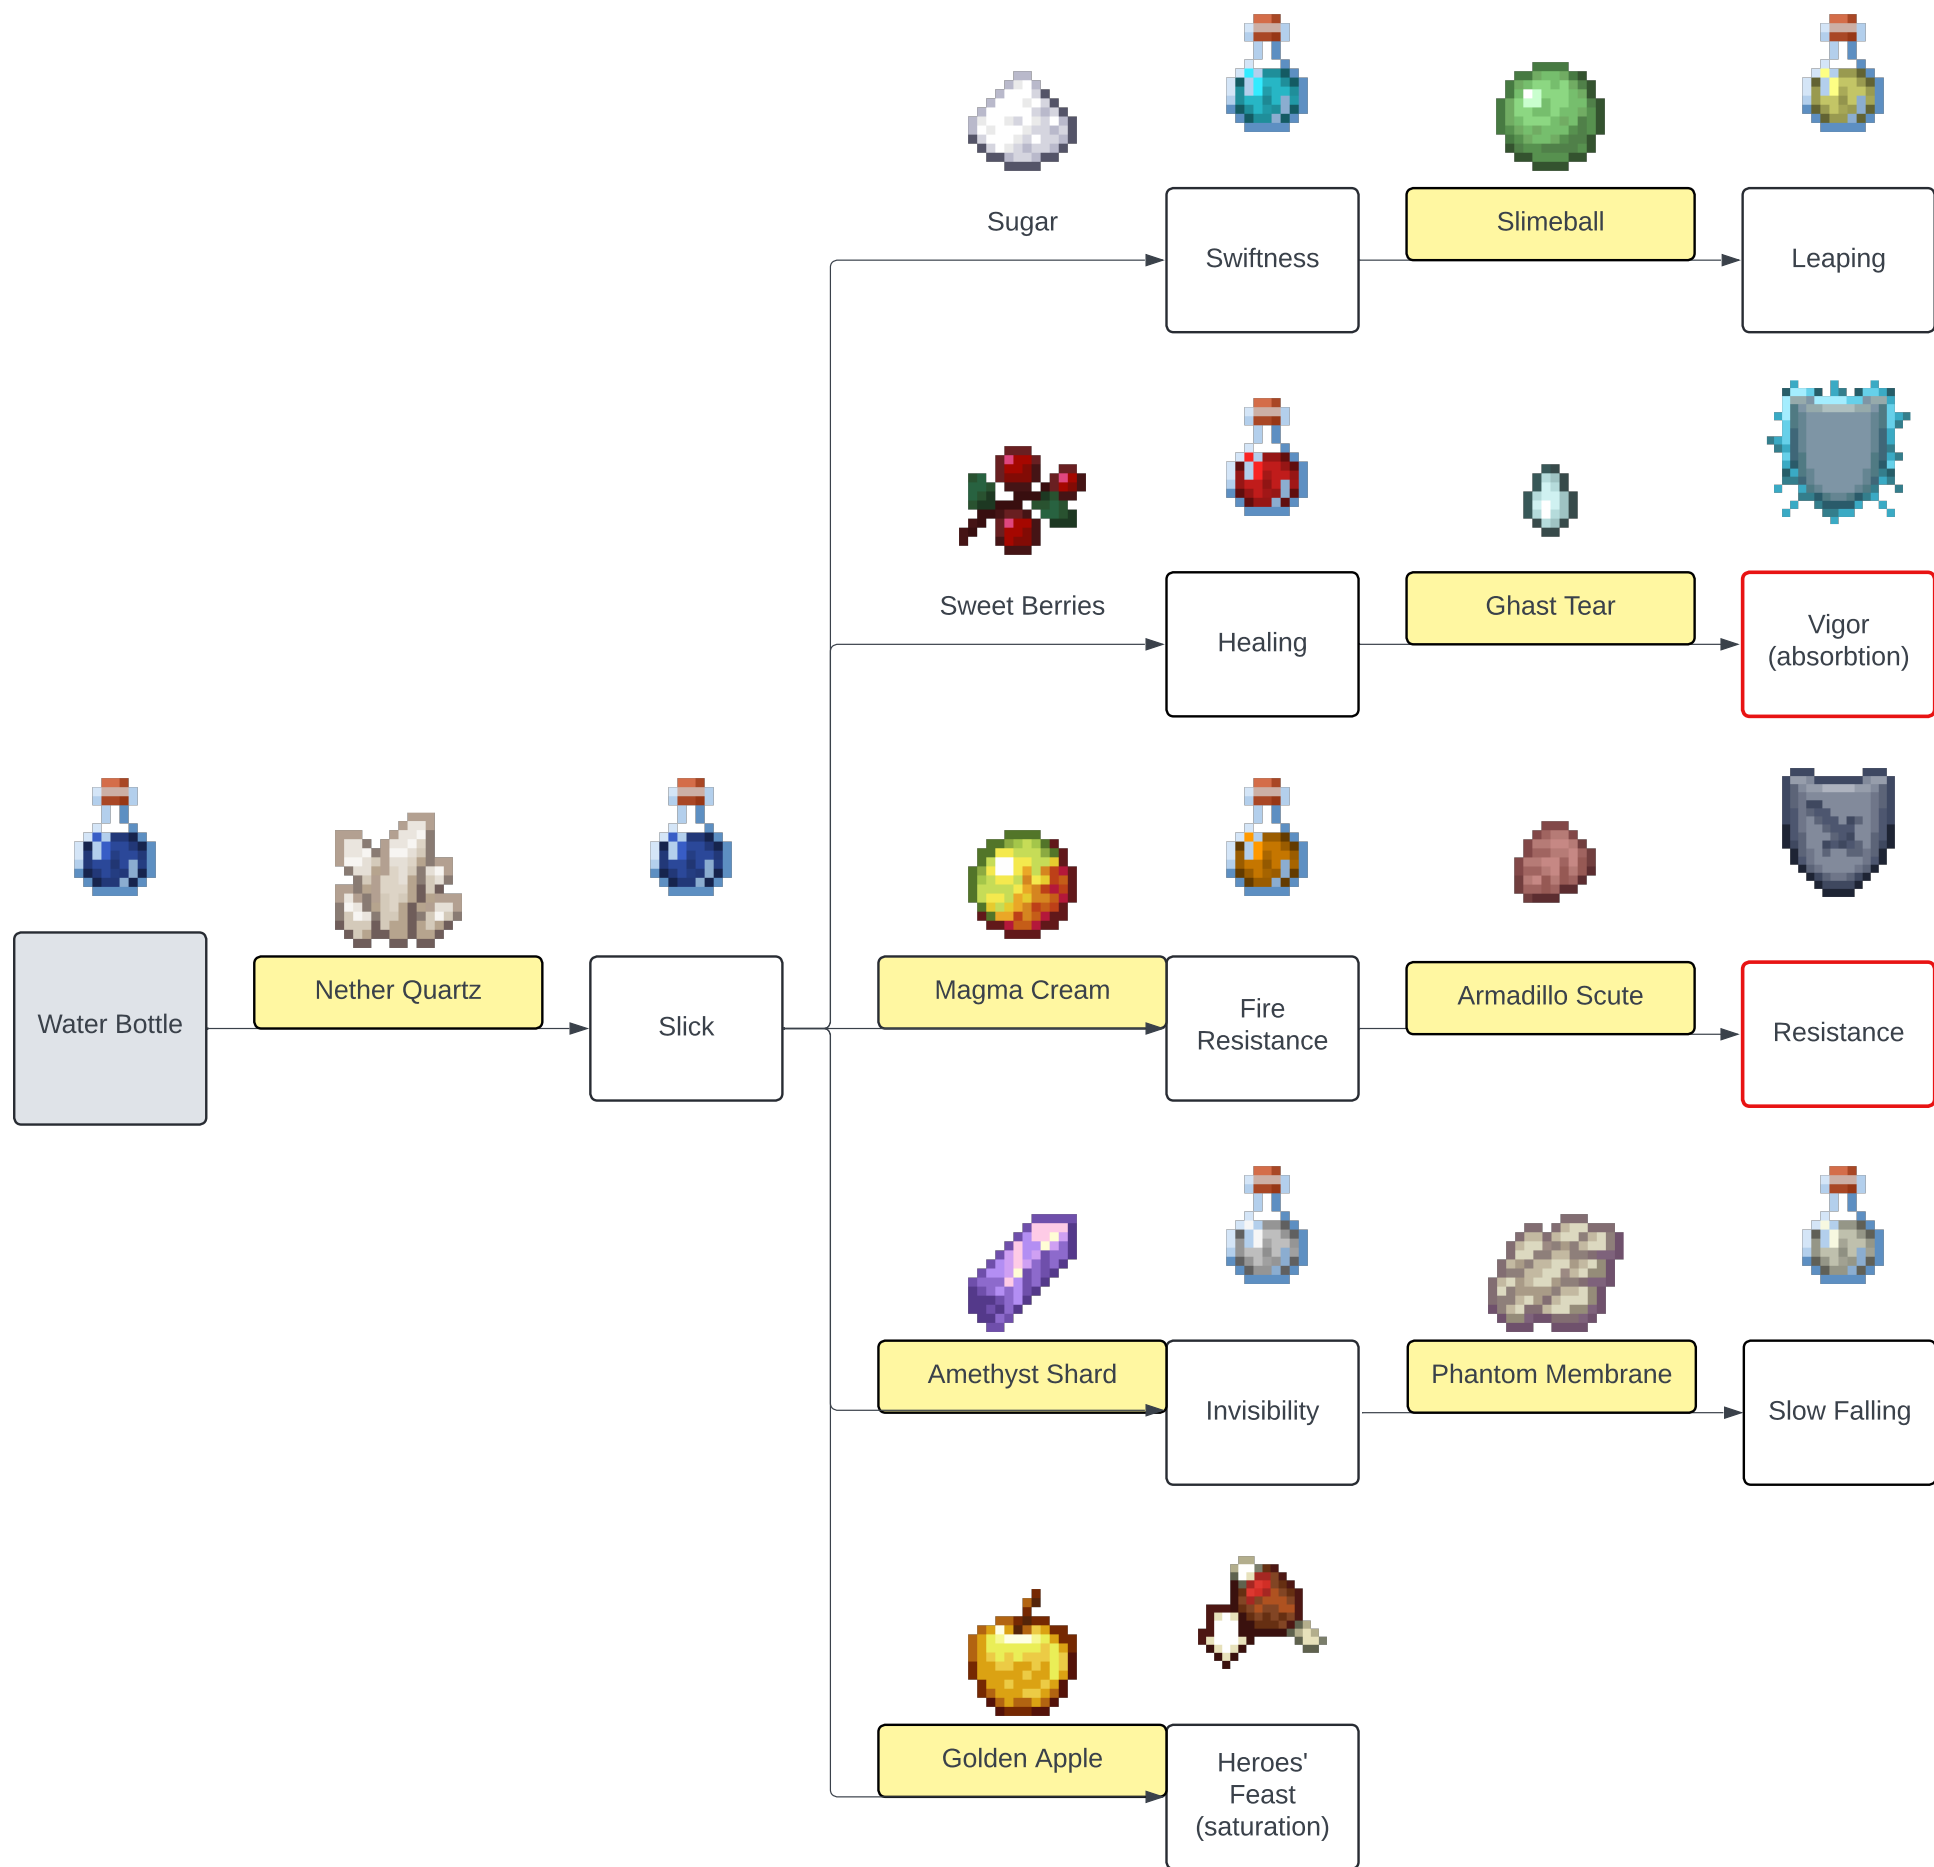 Sugar
Swiftness
Slimeball
Leaping
Sweet Berries
Healing
Ghast Tear
Vigor
(absorbtion)
Water Bottle
Nether Quartz
Slick
Magma Cream
Fire
Resistance
Armadillo Scute
Resistance
Amethyst Shard
Invisibility
Phantom Membrane
Slow Falling
Golden Apple
Heroes'
Feast
(saturation)